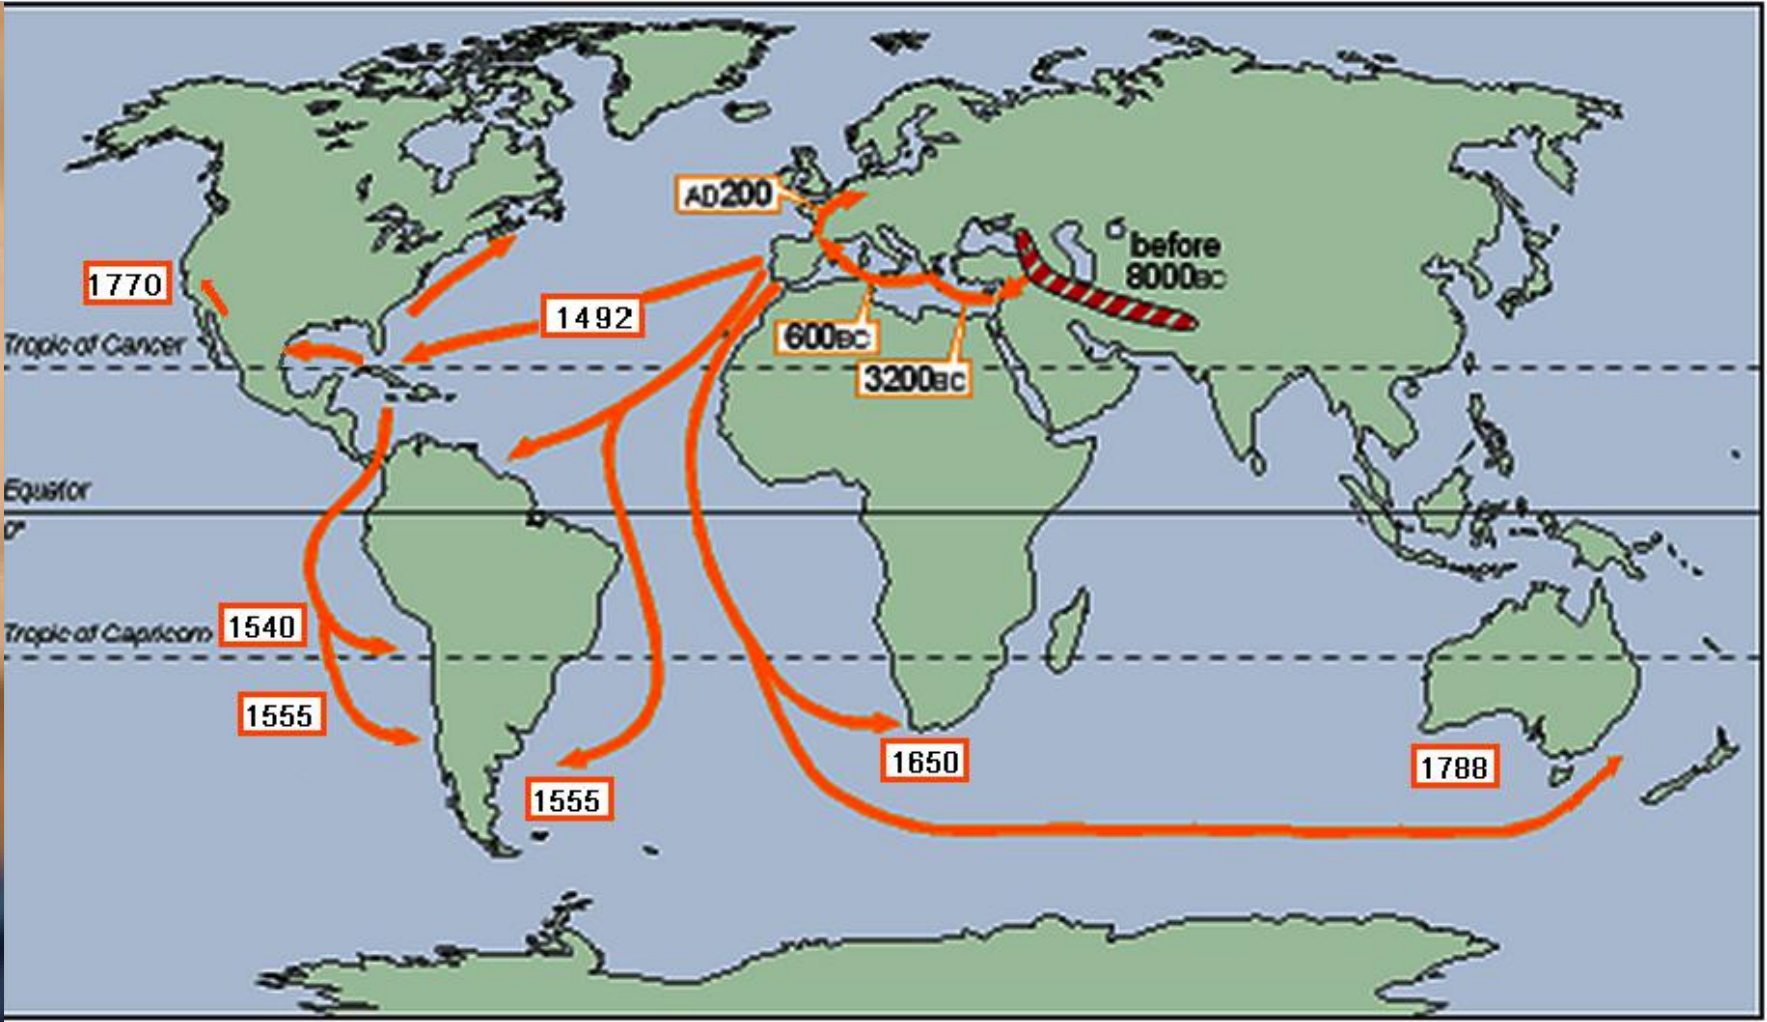 AD200
before
8000BC
1770
1492
600BC
Tropic of Cancer
3200BC
Equator
0°
1540
Tropic of Capricorn
1555
1650
1788
1555